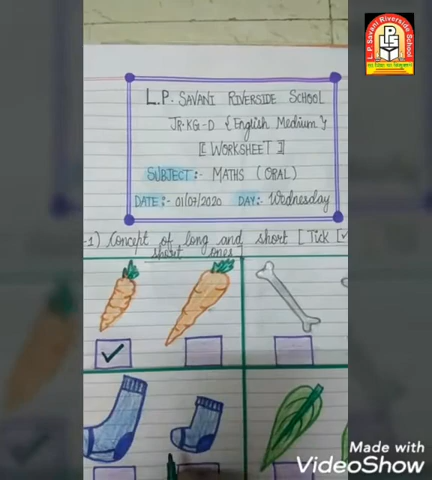 L.P. Savani Riverside School
L.P. SAVANI RIVERSIDE SCHOOL
JR.KG-D {English Medium}
[[ WORKSHEET ]]
SUBJECT:- MATHS (ORAL)
DATE:- 01/07/2020 DAY:- Wednesday
-1) Concept of long and short [Tick [✓
short ones]
Made with
VideoShow